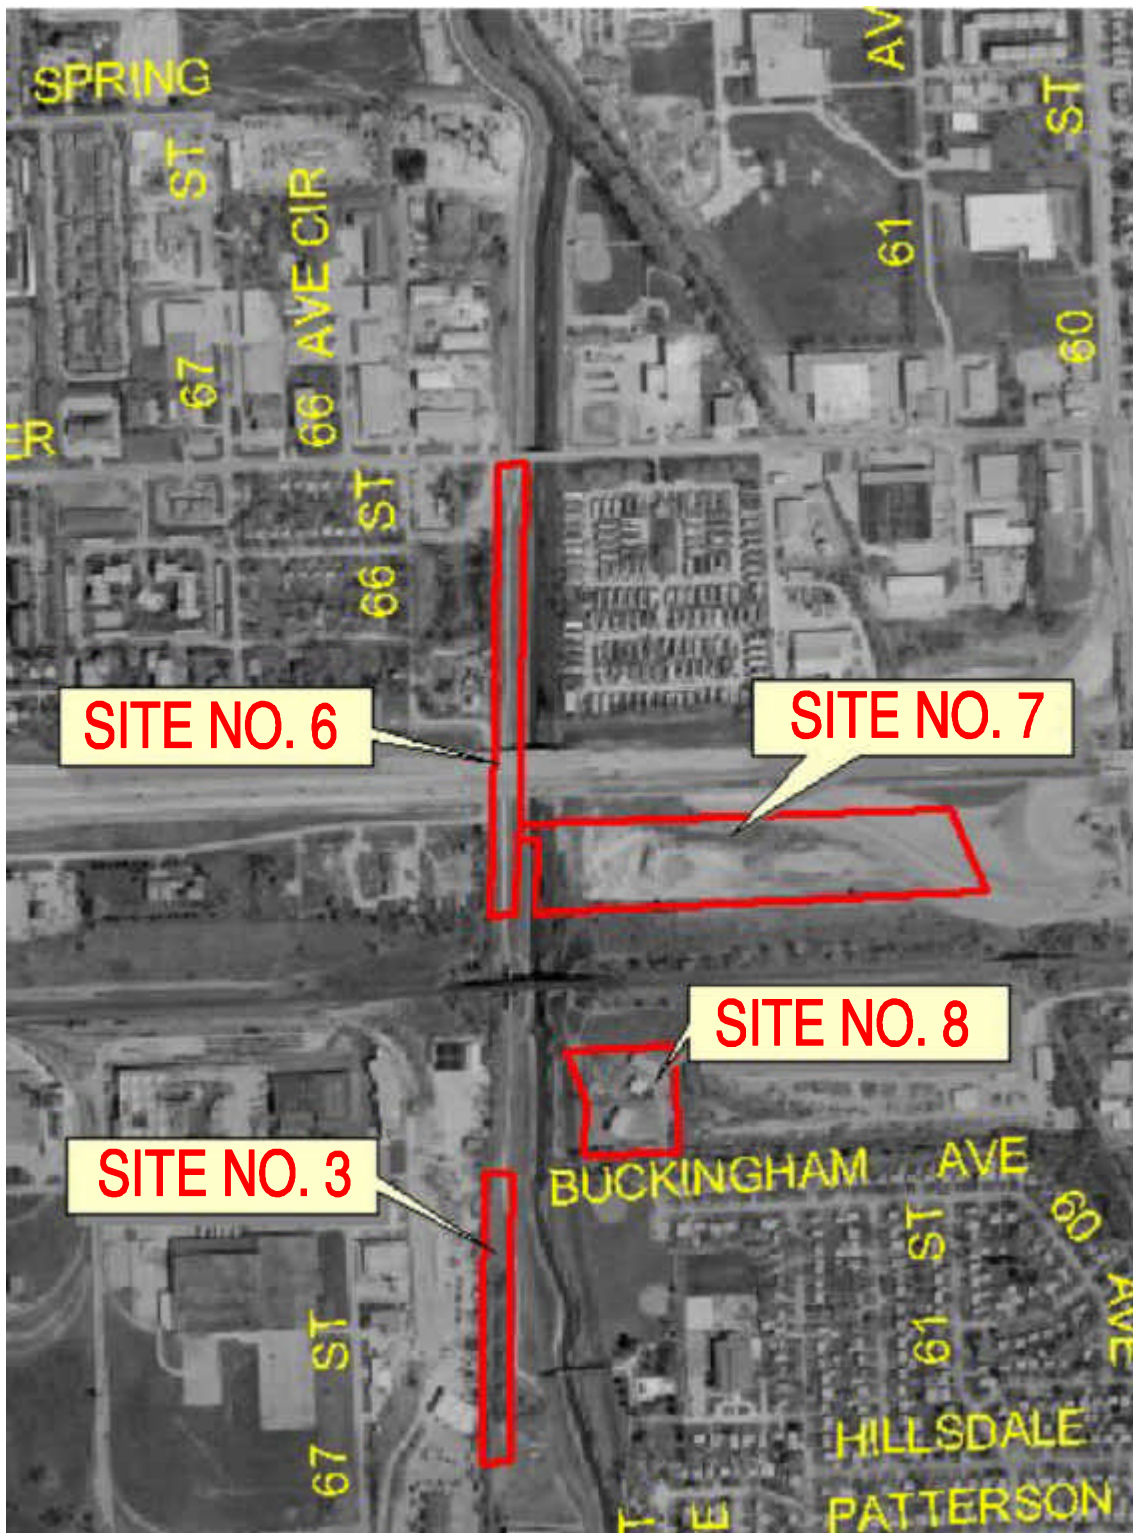 SPRING
AV
ST
ST
61
66 AVE CIR
67
60
ER
66 ST
SITE NO. 6
SITE NO. 7
SITE NO. 8
SITE NO. 3
BUCKINGHAM AVE
60 AVE
61 ST
67 ST
HILLSDALE
PATTERSON
T
E